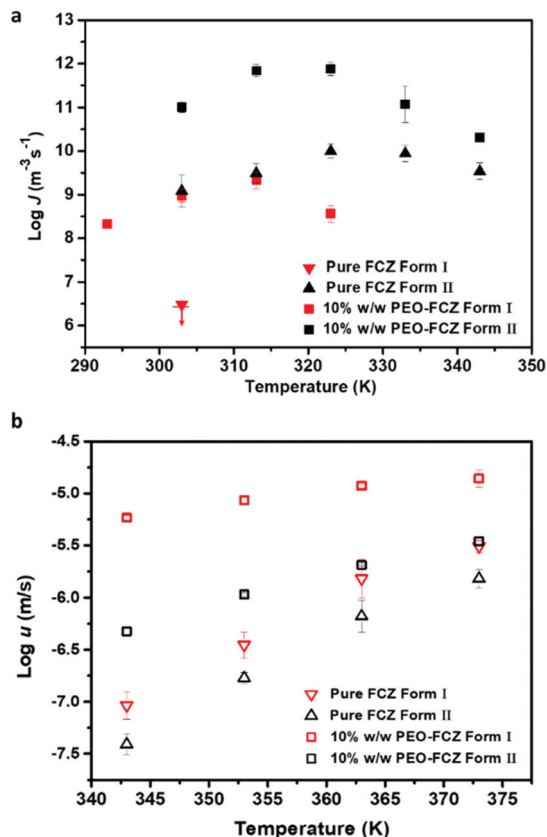 a
13
12
11
10
9
8
7
6
Log J (m⁻³ s⁻¹)
Pure FCZ Form I
Pure FCZ Form II
10% w/w PEO-FCZ Form I
10% w/w PEO-FCZ Form II
290 300 310 320 330 340 350
Temperature (K)
b
-4.5
-5.0
-5.5
-6.0
-6.5
-7.0
-7.5
Log u (m/s)
Pure FCZ Form I
Pure FCZ Form II
10% w/w PEO-FCZ Form I
10% w/w PEO-FCZ Form II
340 345 350 355 360 365 370 375
Temperature (K)